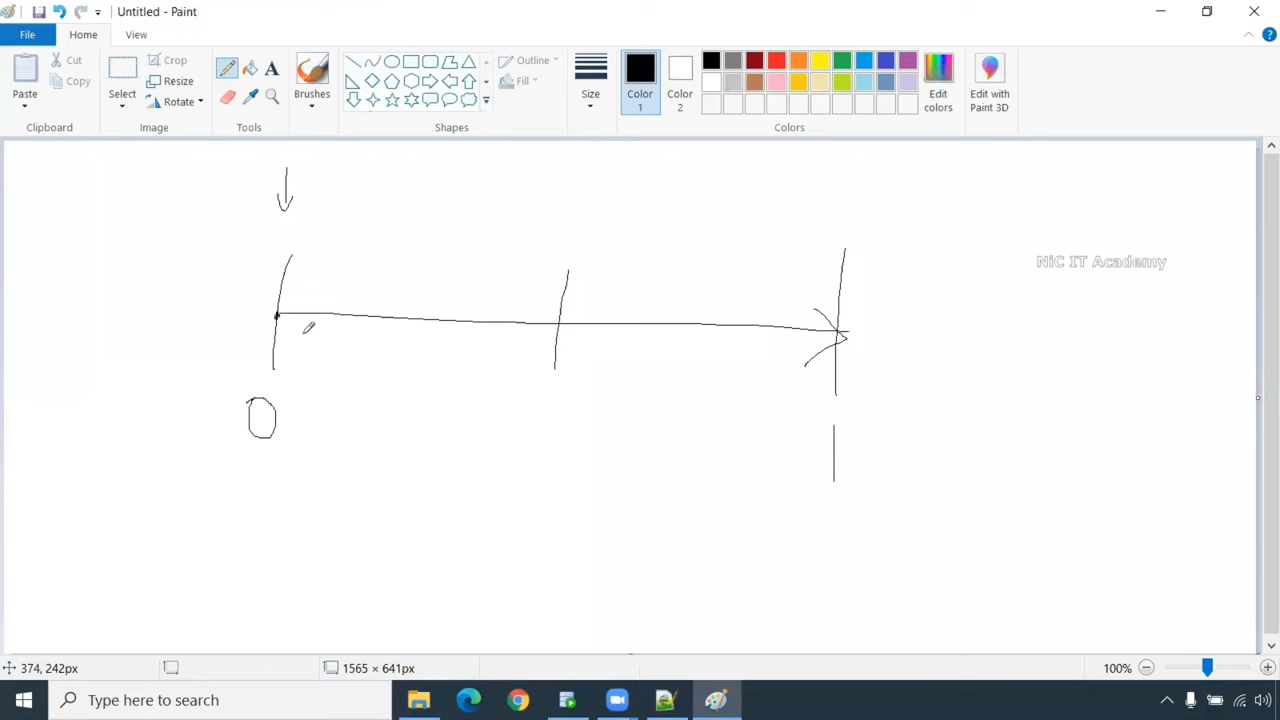 Untitled - Paint
File
Home
View
Paste
Cut
Copy
Clipboard
Select
Crop
Resize
Rotate
Image
A
Tools
Brushes
Outline
Fill
Shapes
Size
Color
1
Color
2
Edit
colors
Colors
Edit with
Paint 3D
NiC IT Academy
0
1
374, 242px
1565 × 641px
100%
Type here to search